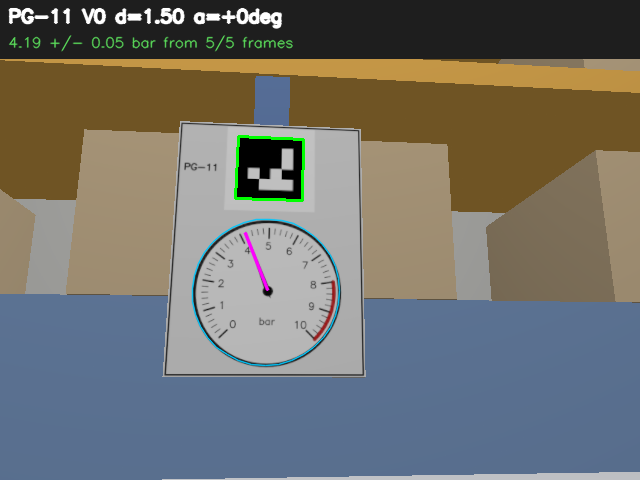 PG-11 V0 d=1.50 a=+0deg
4.19 +/- 0.05 bar from 5/5 frames
PG-11
0 1 2 3 4 5 6 7 8 9 10
bar